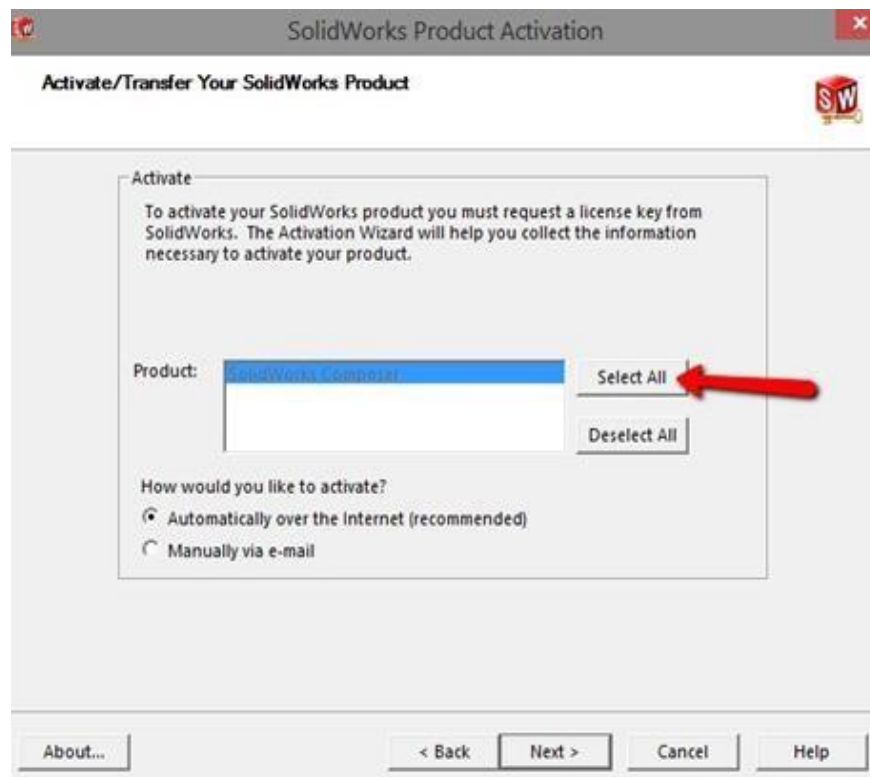 SolidWorks Product Activation
Activate/Transfer Your SolidWorks Product
SW
Activate
To activate your SolidWorks product you must request a license key from
SolidWorks. The Activation Wizard will help you collect the information
necessary to activate your product.
Product:
SolidWorks Composer
Select All
Deselect All
How would you like to activate?
Automatically over the Internet (recommended)
Manually via e-mail
About...
< Back
Next >
Cancel
Help